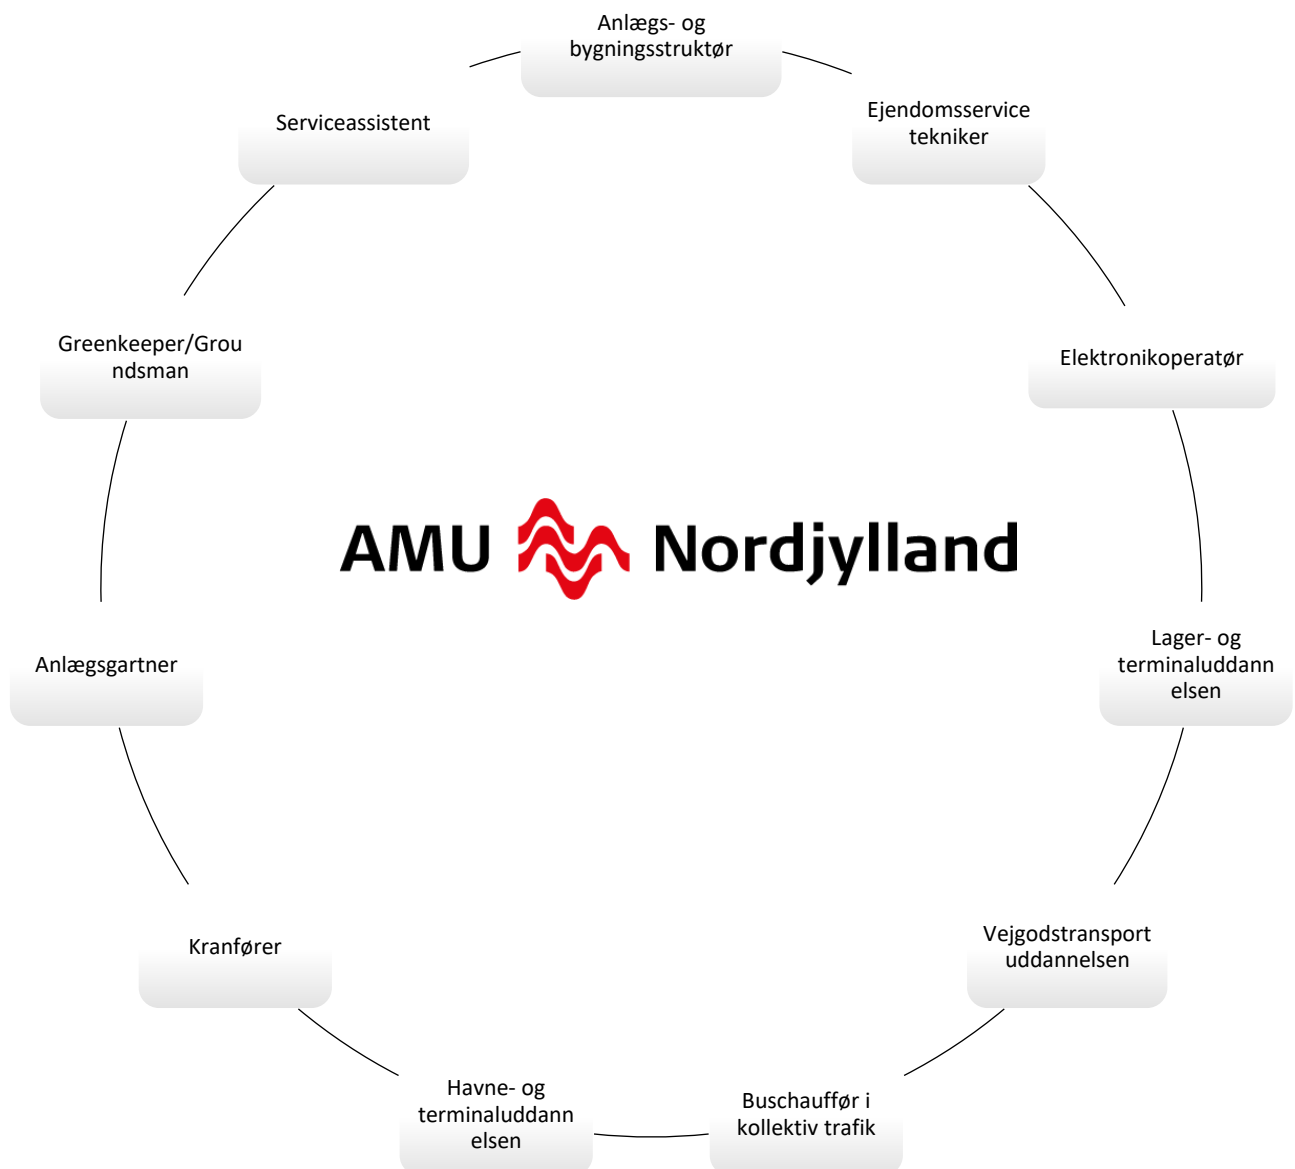 Anlægs- og
bygningsstruktør
Ejendomsservice
tekniker
Elektronikoperatør
Lager- og
terminaluddann
elsen
Vejgodstransport
uddannelsen
Buschauffør i
kollektiv trafik
Havne- og
terminaluddann
elsen
Kranfører
Anlægsgartner
Greenkeeper/Grou
ndsman
Serviceassistent
AMU Nordjylland